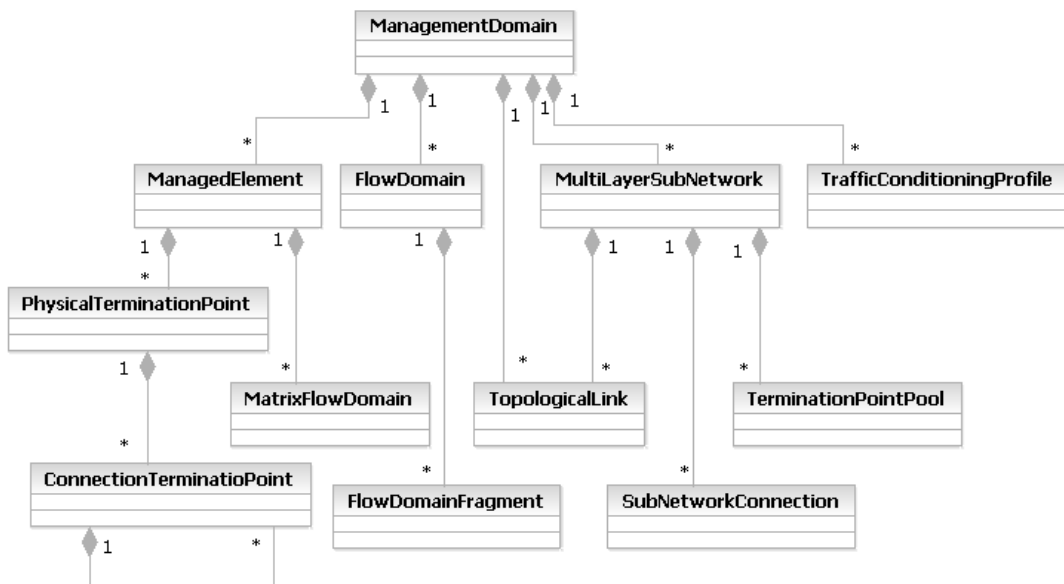 ManagementDomain
1
1
1
1
1
*
*
*
*
ManagedElement
FlowDomain
MultiLayerSubNetwork
TrafficConditioningProfile
1
1
1
1
1
1
*
PhysicalTerminationPoint
1
*
*
*
*
MatrixFlowDomain
TopologicalLink
TerminationPointPool
*
*
*
ConnectionTerminatioPoint
FlowDomainFragment
SubNetworkConnection
1
*